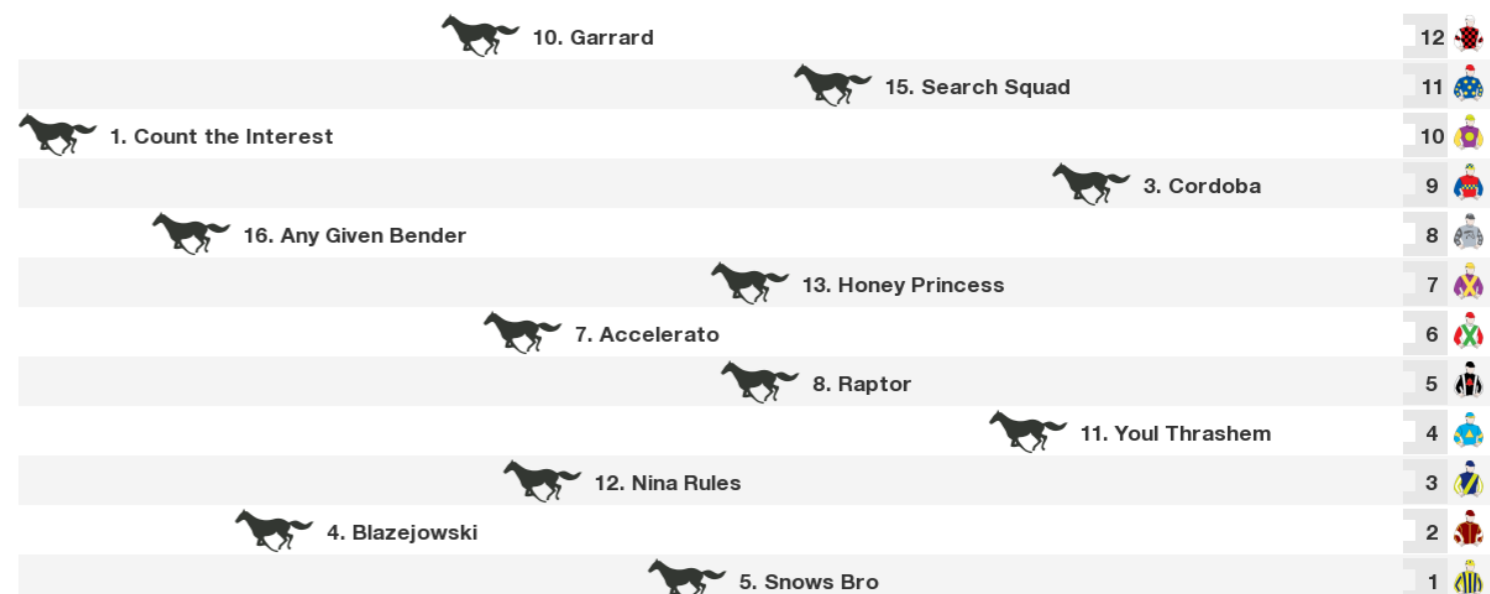 10. Garrard 12
15. Search Squad 11
1. Count the Interest 10
3. Cordoba 9
16. Any Given Bender 8
13. Honey Princess 7
7. Accelerato 6
8. Raptor 5
11. Youl Thrashem 4
12. Nina Rules 3
4. Blazejowski 2
5. Snows Bro 1